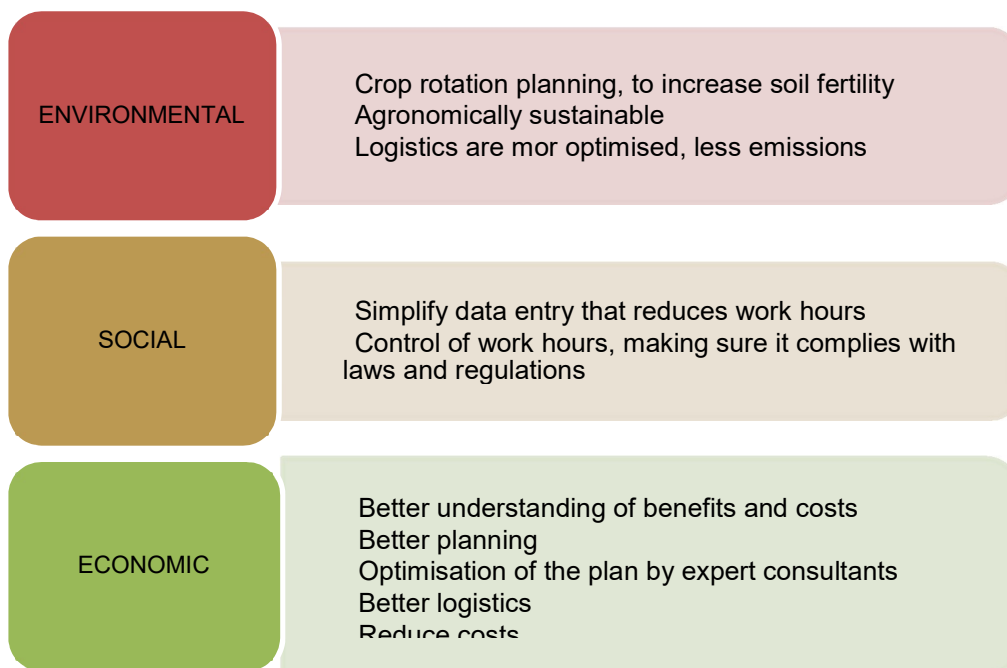 ENVIRONMENTAL
Crop rotation planning, to increase soil fertility
Agronomically sustainable
Logistics are mor optimised, less emissions
SOCIAL
Simplify data entry that reduces work hours
Control of work hours, making sure it complies with
laws and regulations
ECONOMIC
Better understanding of benefits and costs
Better planning
Optimisation of the plan by expert consultants
Better logistics
Reduce costs